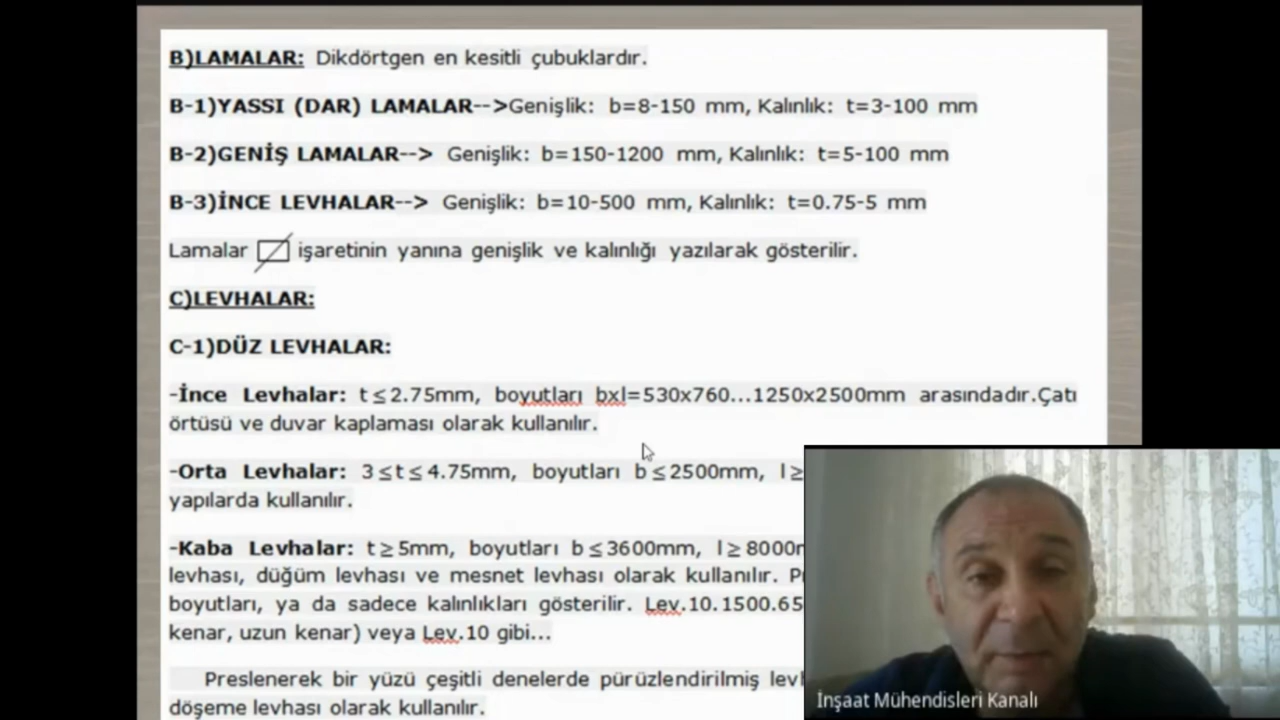 B)LAMALAR: Dikdörtgen en kesitli çubuklardır.
B-1)YASSI (DAR) LAMALAR-->Genişlik: b=8-150 mm, Kalınlık: t=3-100 mm
B-2)GENİŞ LAMALAR--> Genişlik: b=150-1200 mm, Kalınlık: t=5-100 mm
B-3)İNCE LEVHALAR--> Genişlik: b=10-500 mm, Kalınlık: t=0.75-5 mm
Lamalar işaretinin yanına genişlik ve kalınlığı yazılarak gösterilir.
C)LEVHALAR:
C-1)DÜZ LEVHALAR:
-İnce Levhalar: t≤2.75mm, boyutları bxl=530x760...1250x2500mm arasındadır.Çatı
örtüsü ve duvar kaplaması olarak kullanılır.
-Orta Levhalar: 3≤t≤4.75mm, boyutları b≤2500mm, l≥
yapılarda kullanılır.
-Kaba Levhalar: t≥5mm, boyutları b≤3600mm, l≥8000
levhası, düğüm levhası ve mesnet levhası olarak kullanılır.
boyutları, ya da sadece kalınlıkları gösterilir. Lev.10.1500.65
kenar, uzun kenar) veya Lev.10 gibi...
Preslenerek bir yüzü çeşitli denelerde pürüzlendirilmiş
döşeme levhası olarak kullanılır.
İnşaat Mühendisleri Kanalı